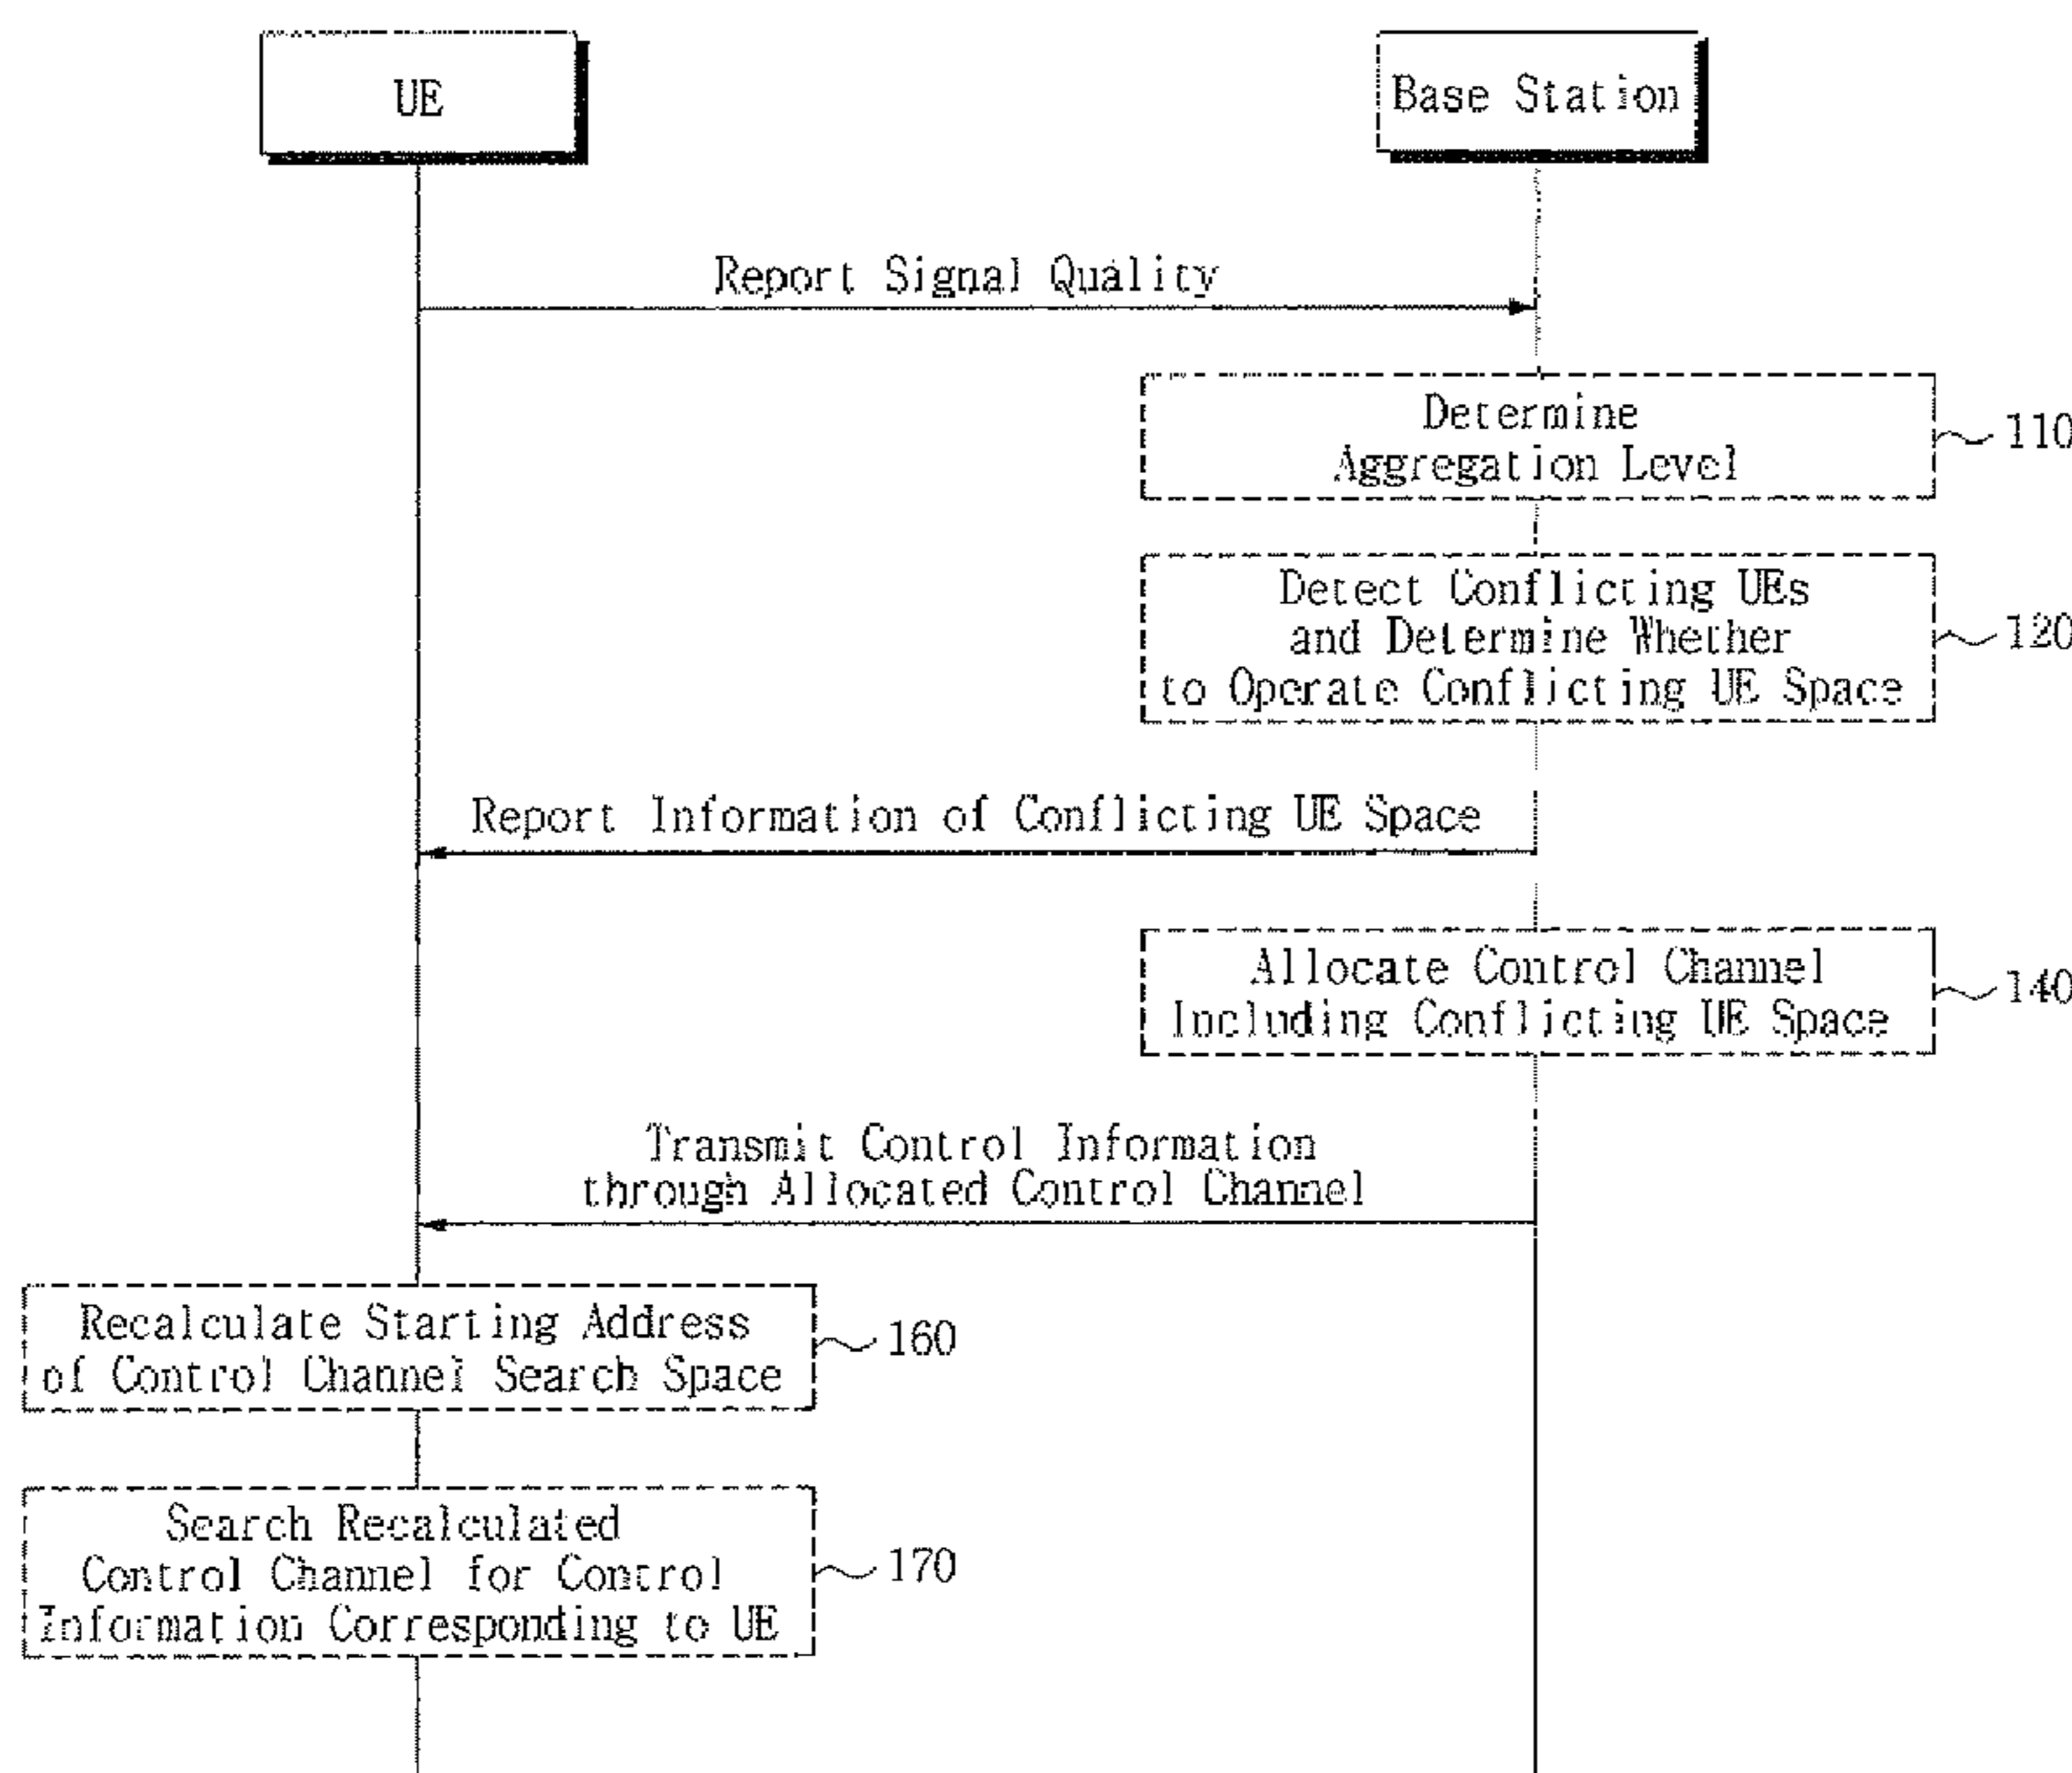 UE
Base Station
Report Signal Quality
Determine
Aggregation Level
110
Detect Conflicting UEs
and Determine Whether
to Operate Conflicting UE Space
120
Report Information of Conflicting UE Space
Allocate Control Channel
Including Conflicting UE Space
140
Transmit Control Information
through Allocated Control Channel
Recalculate Starting Address
of Control Channel Search Space
160
Search Recalculated
Control Channel for Control
Information Corresponding to UE
170